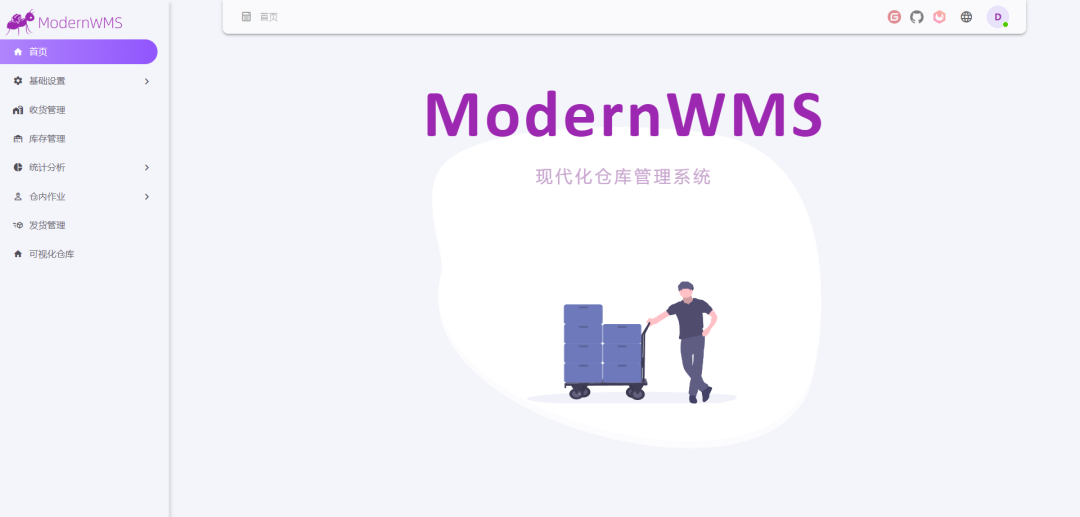 ModernWMS
首页
首页
基础设置
收货管理
库存管理
统计分析
仓内作业
发货管理
可视化仓库
D
ModernWMS
现代化仓库管理系统